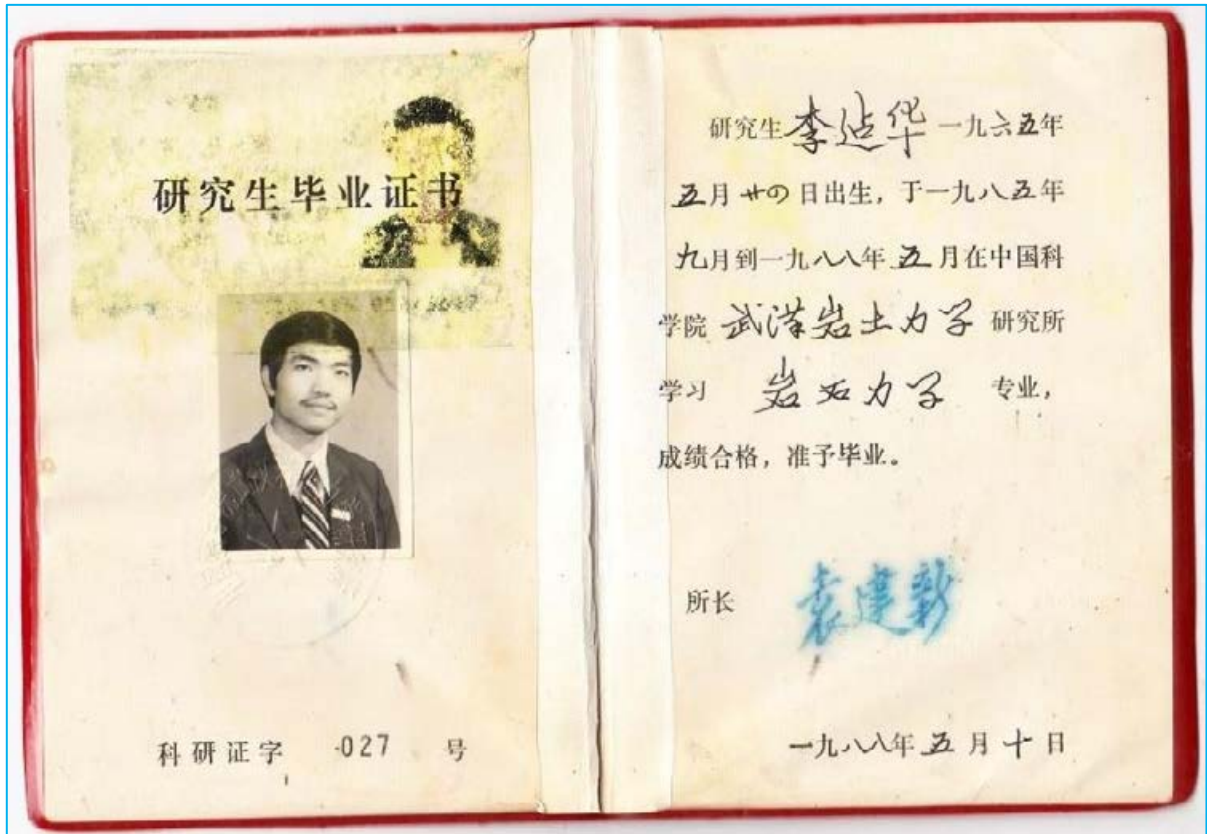 研究生毕业证书
科研证字 -027 号
研究生 李迠华 一九六五年
五月廿四日出生，于一九八五年
九月到一九八八年五月在中国科
学院 武汉岩土力学 研究所
学习 岩石力学 专业，
成绩合格，准予毕业。
所长 袁建新
一九八八年五月十日